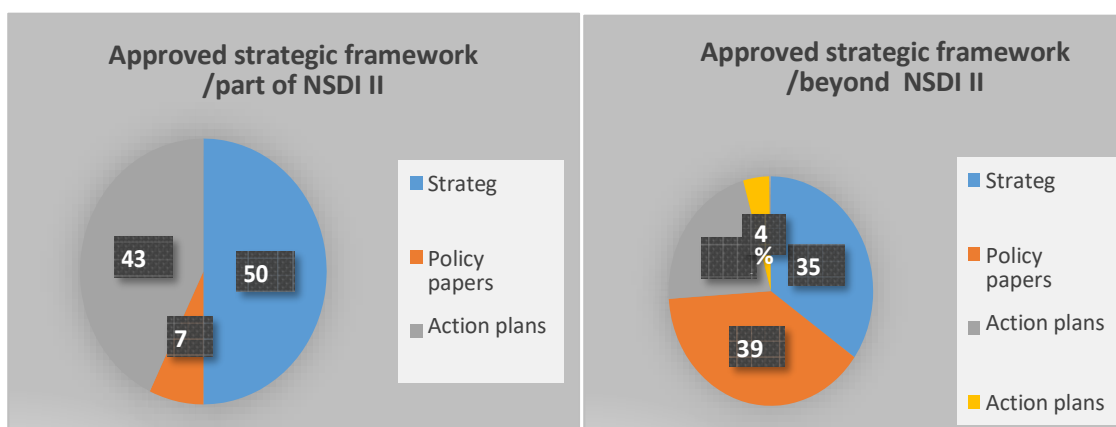 Approved strategic framework
/part of NSDI II
43
50
7
Strateg
Policy
papers
Action plans
Approved strategic framework
/beyond  NSDI II
4
%
35
39
Strateg
Policy
papers
Action plans
Action plans